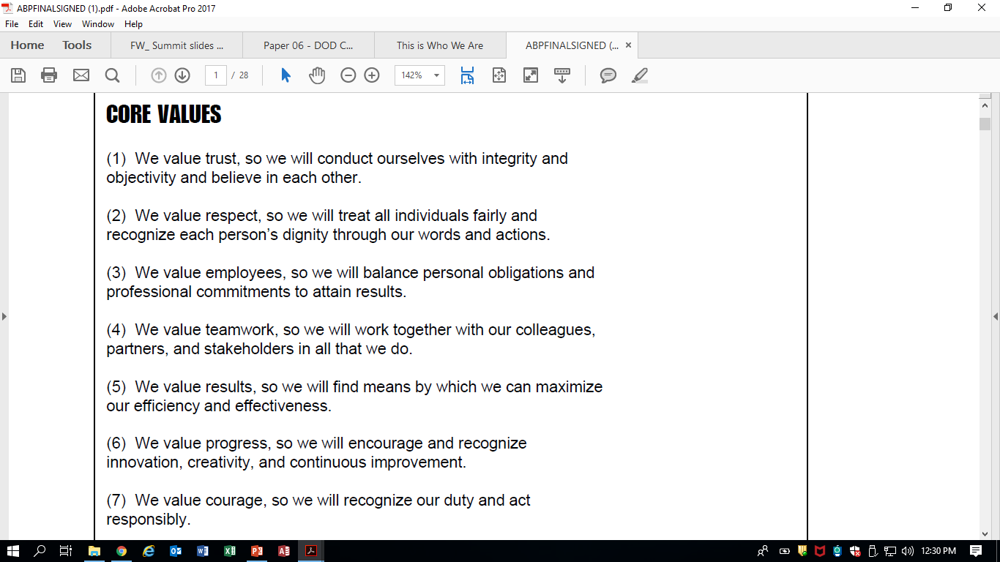 ABPFINALSIGNED (1).pdf - Adobe Acrobat Pro 2017
File Edit View Window Help
Home Tools FW_ Summit slides ... Paper 06 - DOD C... This is Who We Are ABPFINALSIGNED (... ×
1 / 28 142%
CORE VALUES
(1) We value trust, so we will conduct ourselves with integrity and
objectivity and believe in each other.
(2) We value respect, so we will treat all individuals fairly and
recognize each person’s dignity through our words and actions.
(3) We value employees, so we will balance personal obligations and
professional commitments to attain results.
(4) We value teamwork, so we will work together with our colleagues,
partners, and stakeholders in all that we do.
(5) We value results, so we will find means by which we can maximize
our efficiency and effectiveness.
(6) We value progress, so we will encourage and recognize
innovation, creativity, and continuous improvement.
(7) We value courage, so we will recognize our duty and act
responsibly.
12:30 PM